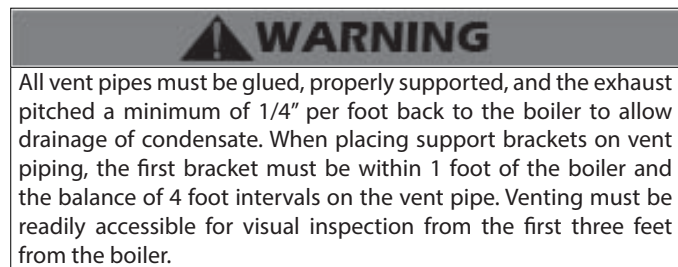 WARNING
All vent pipes must be glued, properly supported, and the exhaust
pitched a minimum of 1/4” per foot back to the boiler to allow
drainage of condensate. When placing support brackets on vent
piping, the first bracket must be within 1 foot of the boiler and
the balance of 4 foot intervals on the vent pipe. Venting must be
readily accessible for visual inspection from the first three feet
from the boiler.